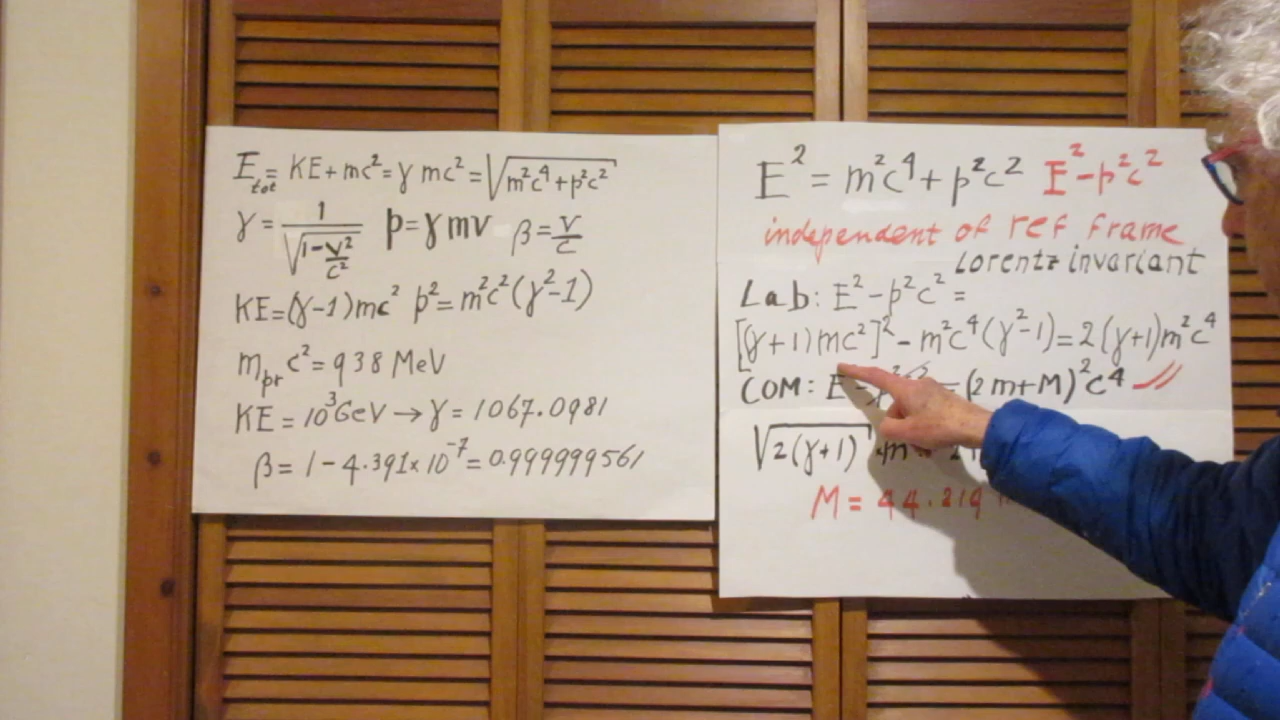 E_tot = KE + mc² = γ mc² = √(m²c⁴ + p²c²)
γ = 1/√(1 - v²/c²) p = γ mv β = v/c
KE = (γ-1) mc² p² = m²c²(γ²-1)
m_pr c² = 938 MeV
KE = 10³ GeV → γ = 1067.0981
β = 1 - 4.391 × 10⁻⁷ = 0.999999561
E² = m²c⁴ + p²c² E² - p²c²
independent of ref frame
Lorentz invariant
Lab: E² - p²c² =
[(γ+1) mc²]² - m²c⁴(γ²-1) = 2(γ+1) m²c⁴
COM: E (2m+M)²c⁴
√2(γ+1)
M = 44.219